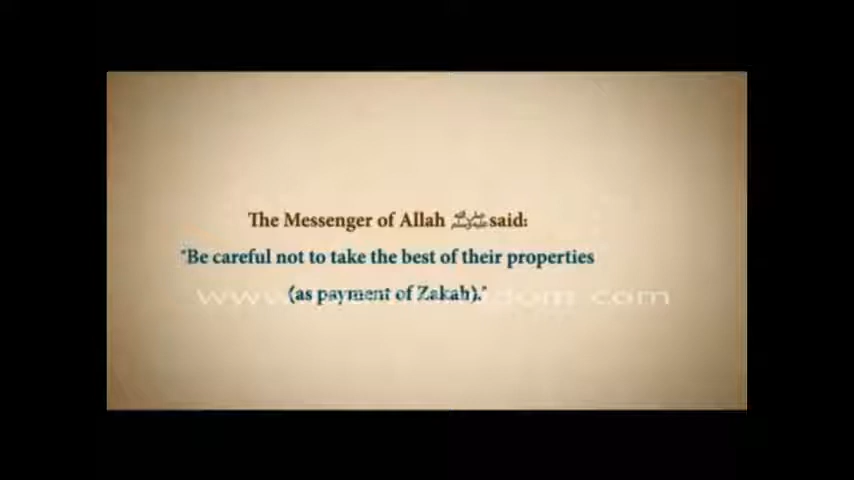 The Messenger of Allah ﷺ said:
"Be careful not to take the best of their properties
(as payment of Zakah)."